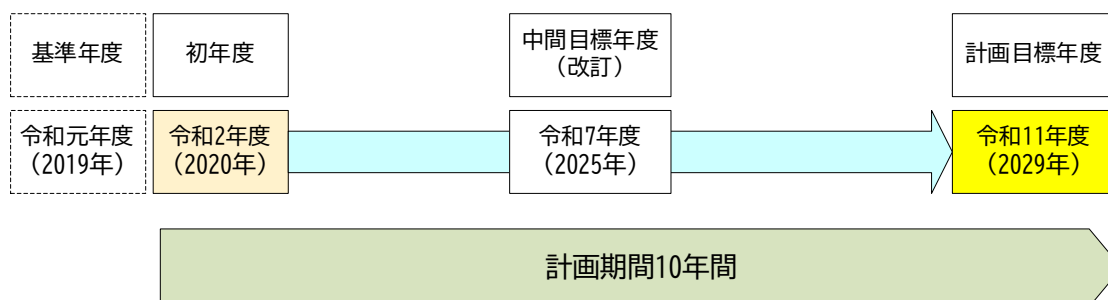 基準年度
初年度
中間目標年度
（改訂）
計画目標年度
令和元年度
（2019年）
令和2年度
（2020年）
令和7年度
（2025年）
令和11年度
（2029年）
計画期間10年間